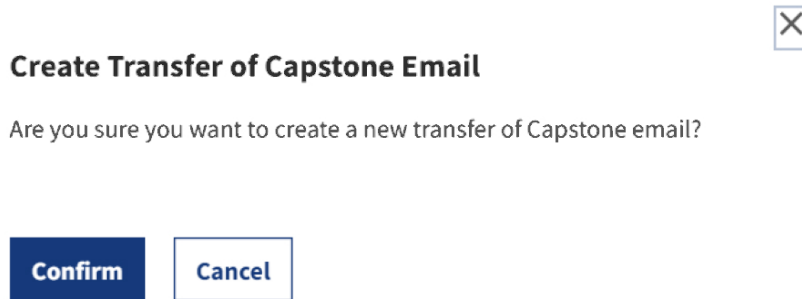 Create Transfer of Capstone Email
Are you sure you want to create a new transfer of Capstone email?
Confirm
Cancel